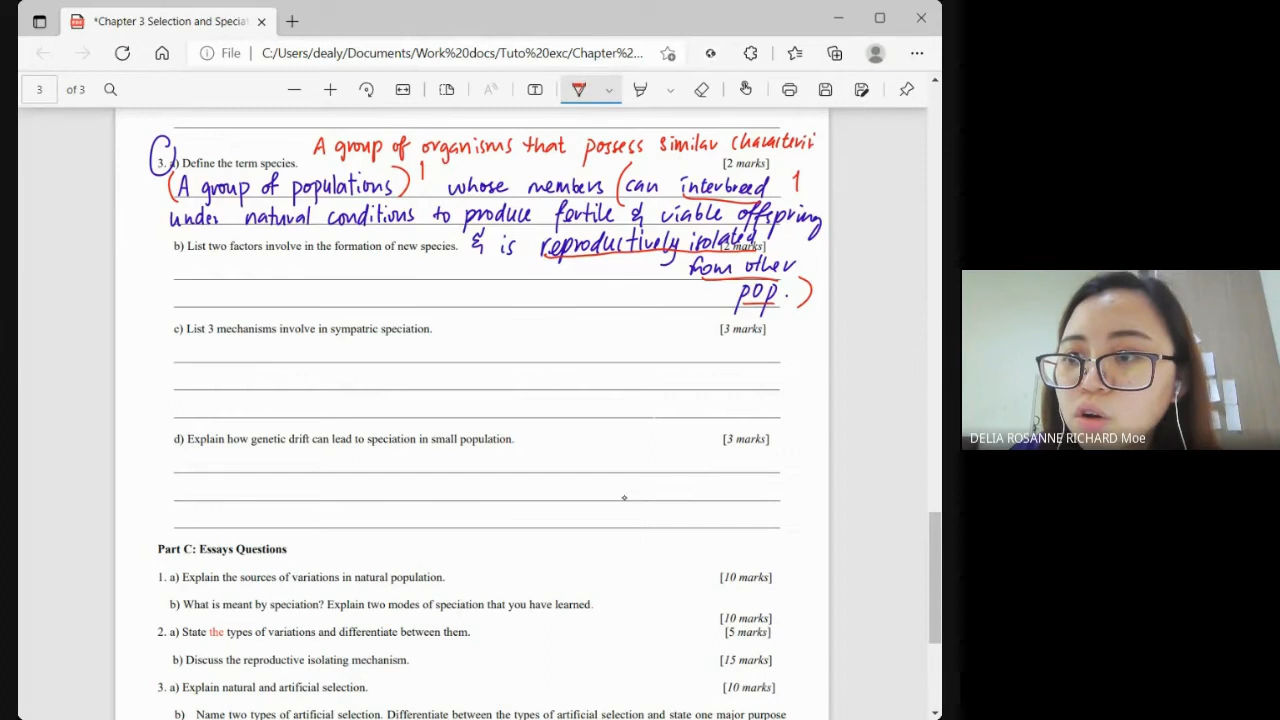 *Chapter 3 Selection and Specia
File C:/Users/dealy/Documents/Work%20docs/Tuto%20exc/Chapter%2...
3 of 3
A group of organisms that possess similar characteri
3. a) Define the term species. [2 marks]
(A group of populations) 1 whose members (can interbreed 1
under natural conditions to produce fertile & viable offspring
& is reproductively isolated
b) List two factors involve in the formation of new species. [2 marks]
from other
pop.)
c) List 3 mechanisms involve in sympatric speciation. [3 marks]
d) Explain how genetic drift can lead to speciation in small population. [3 marks]
DELIA ROSANNE RICHARD Moe
Part C: Essays Questions
1. a) Explain the sources of variations in natural population. [10 marks]
b) What is meant by speciation? Explain two modes of speciation that you have learned.
[10 marks]
2. a) State the types of variations and differentiate between them. [5 marks]
b) Discuss the reproductive isolating mechanism. [15 marks]
3. a) Explain natural and artificial selection. [10 marks]
b) Name two types of artificial selection. Differentiate between the types of artificial selection and state one major purpose